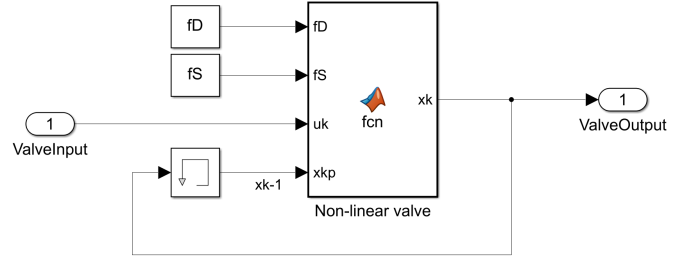 fD
fD
fS
fS
1
ValveInput
uk
xkp
xk-1
fcn
xk
Non-linear valve
1
ValveOutput